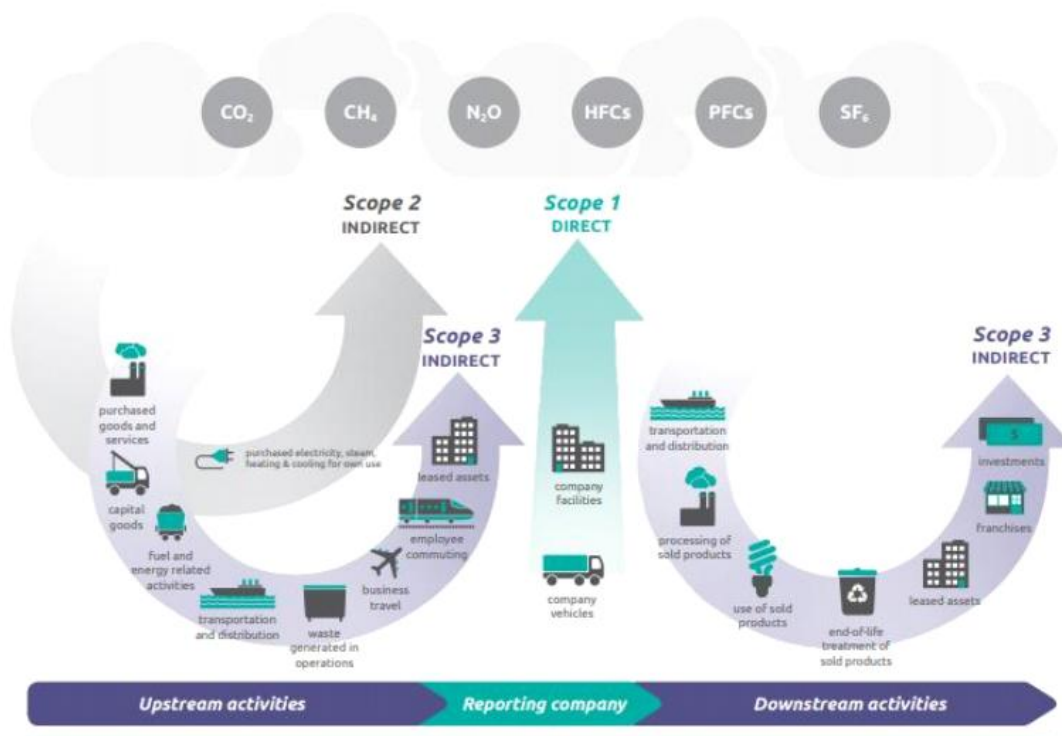 CO₂
CH₄
N₂O
HFCs
PFCs
SF₆
Scope 2
INDIRECT
Scope 1
DIRECT
Scope 3
INDIRECT
Scope 3
INDIRECT
purchased
goods and
services
capital
goods
fuel and
energy related
activities
transportation
and distribution
waste
generated in
operations
business
travel
employee
commuting
leased assets
purchased electricity, steam,
heating & cooling for own use
company
facilities
company
vehicles
transportation
and distribution
processing of
sold products
use of sold
products
end-of-life
treatment of
sold products
leased assets
franchises
$
investments
Upstream activities
Reporting company
Downstream activities